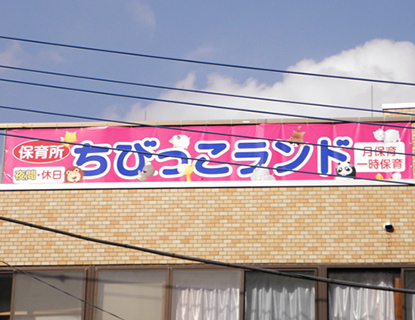 保育所
夜間・休日
ちびっこランド
月保育
一時保育